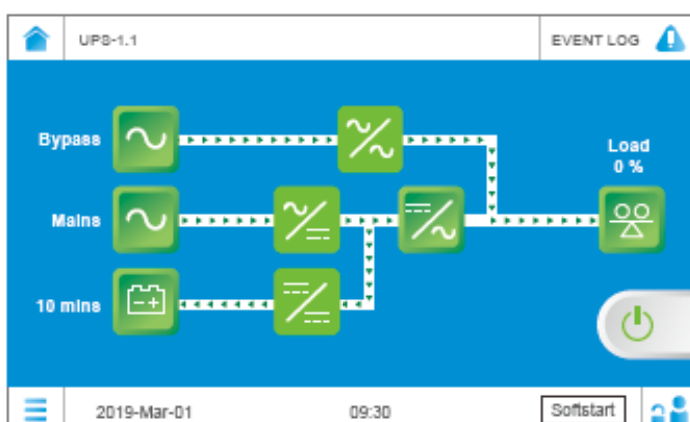 UPS-1.1
EVENT LOG
Bypass
Load
0 %
Mains
10 mins
2019-Mar-01
09:30
Softstart